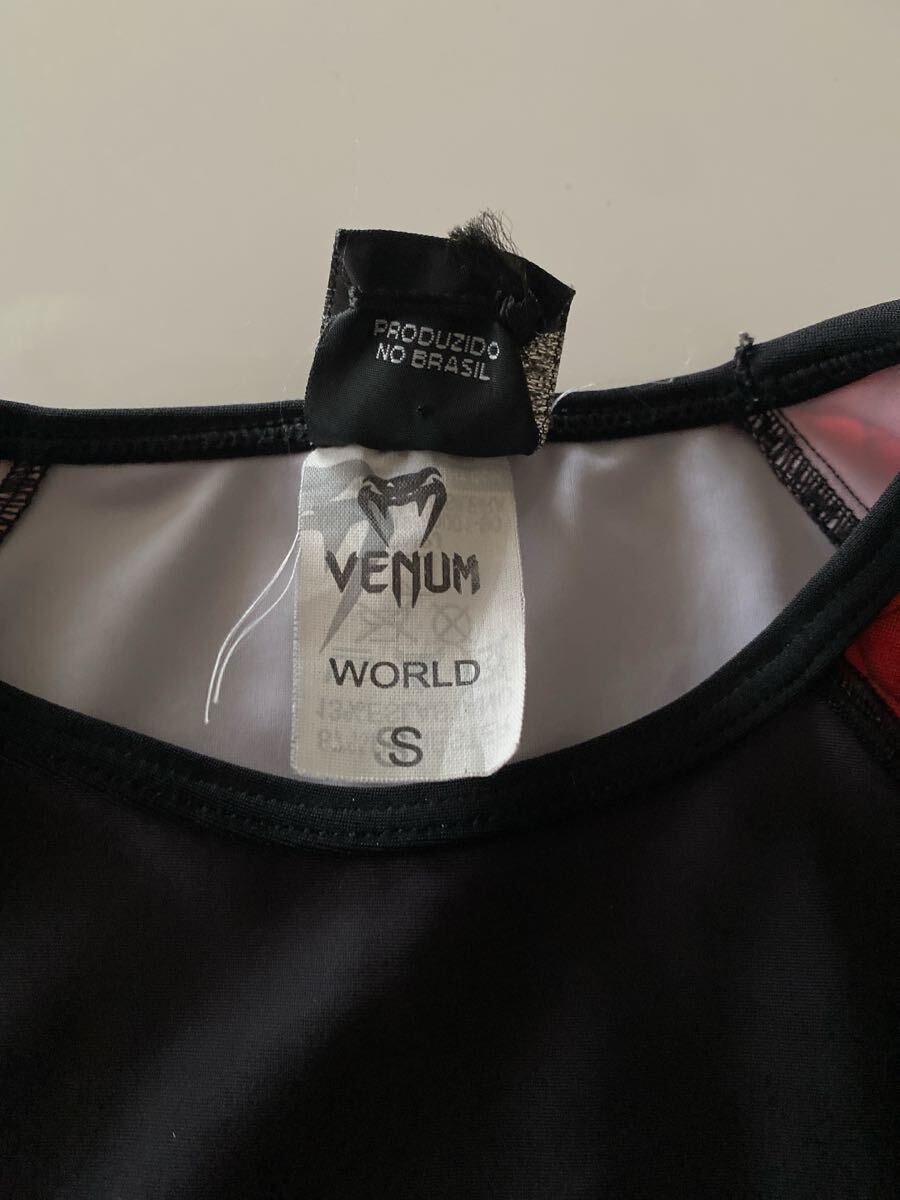 PRODUZIDO
NO BRASIL
VENUM
WORLD
S